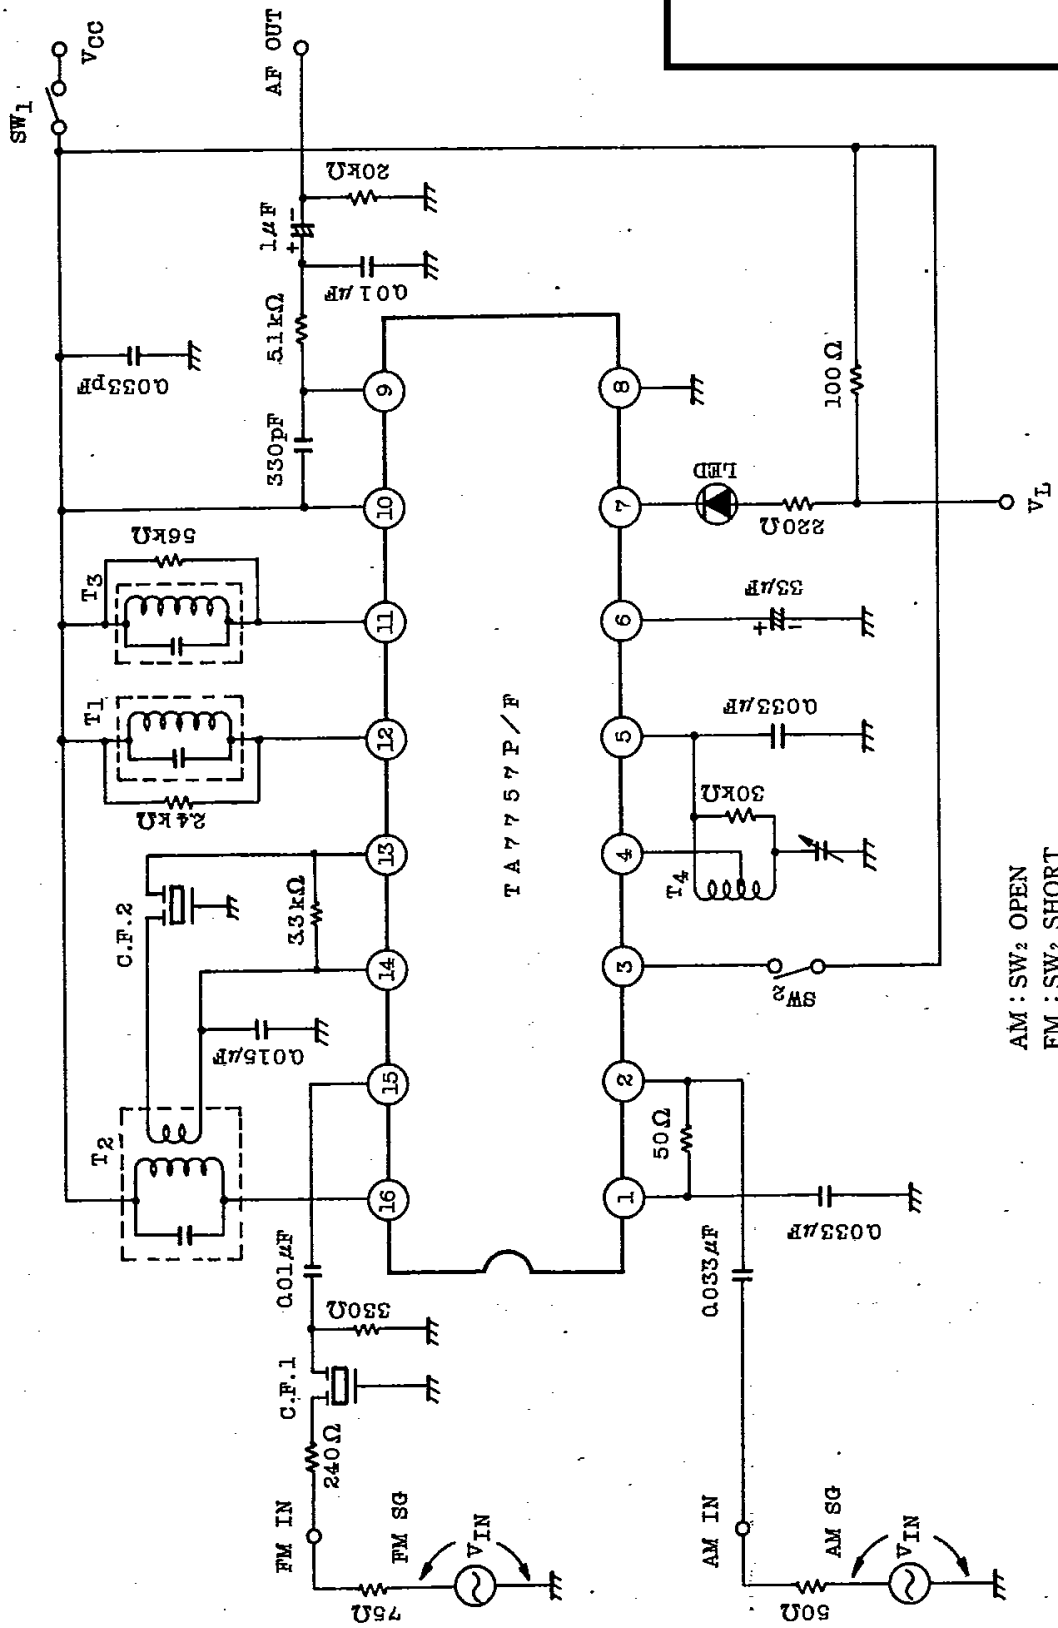 SW1
VCC
AF OUT
20kΩ
1µF
+
-
0.01µF
5.1kΩ
0.033pF
330pF
9
10
11
12
13
14
15
16
8
7
6
5
4
3
2
1
56kΩ
T3
T1
2.4kΩ
C.F.2
3.3kΩ
0.015µF
T2
0.01µF
330Ω
C.F.1
240Ω
FM IN
FM SG
VIN
75Ω
TA7757P/F
100Ω
LED
220Ω
VL
33µF
+
-
0.033µF
30kΩ
T4
SW2
50Ω
0.033µF
0.033µF
AM IN
AM SG
VIN
50Ω
AM : SW2 OPEN
FM : SW2 SHORT